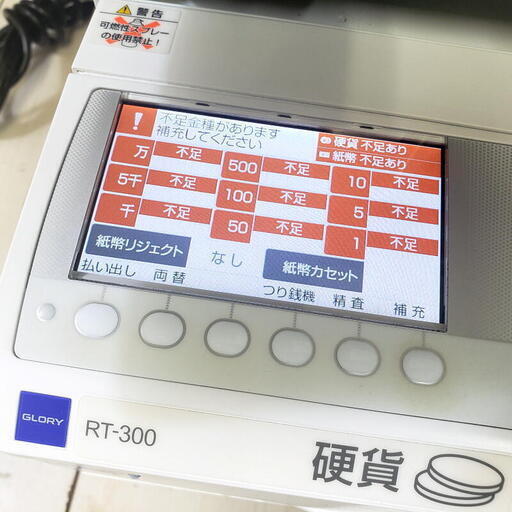 警告
可燃性スプレー
の使用禁止！
！ 不足金種があります
補充してください
硬貨 不足あり
紙幣 不足あり
万 不足 500 不足 10 不足
5千 不足 100 不足 5 不足
千 不足 50 不足 1 不足
紙幣リジェクト なし 紙幣カセット
払い出し 両替 つり銭機 精査 補充
GLORY
RT-300
硬貨